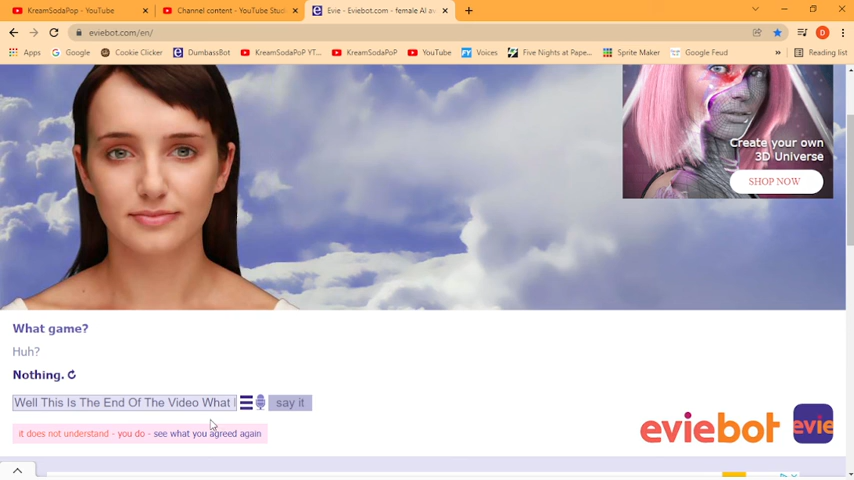 KreamSodaPop - YouTube
Channel content - YouTube Studi
Evie - Eviebot.com - female AI av
eviebot.com/en/
Apps
Google
Cookie Clicker
DumbassBot
KreamSodaPoP YT...
KreamSodaPoP
YouTube
Voices
Five Nights at Pape...
Sprite Maker
Google Feud
Reading list
Create your own
3D Universe
SHOP NOW
What game?
Huh?
Nothing.
Well This Is The End Of The Video What
say it
it does not understand - you do - see what you agreed again
eviebot
evie